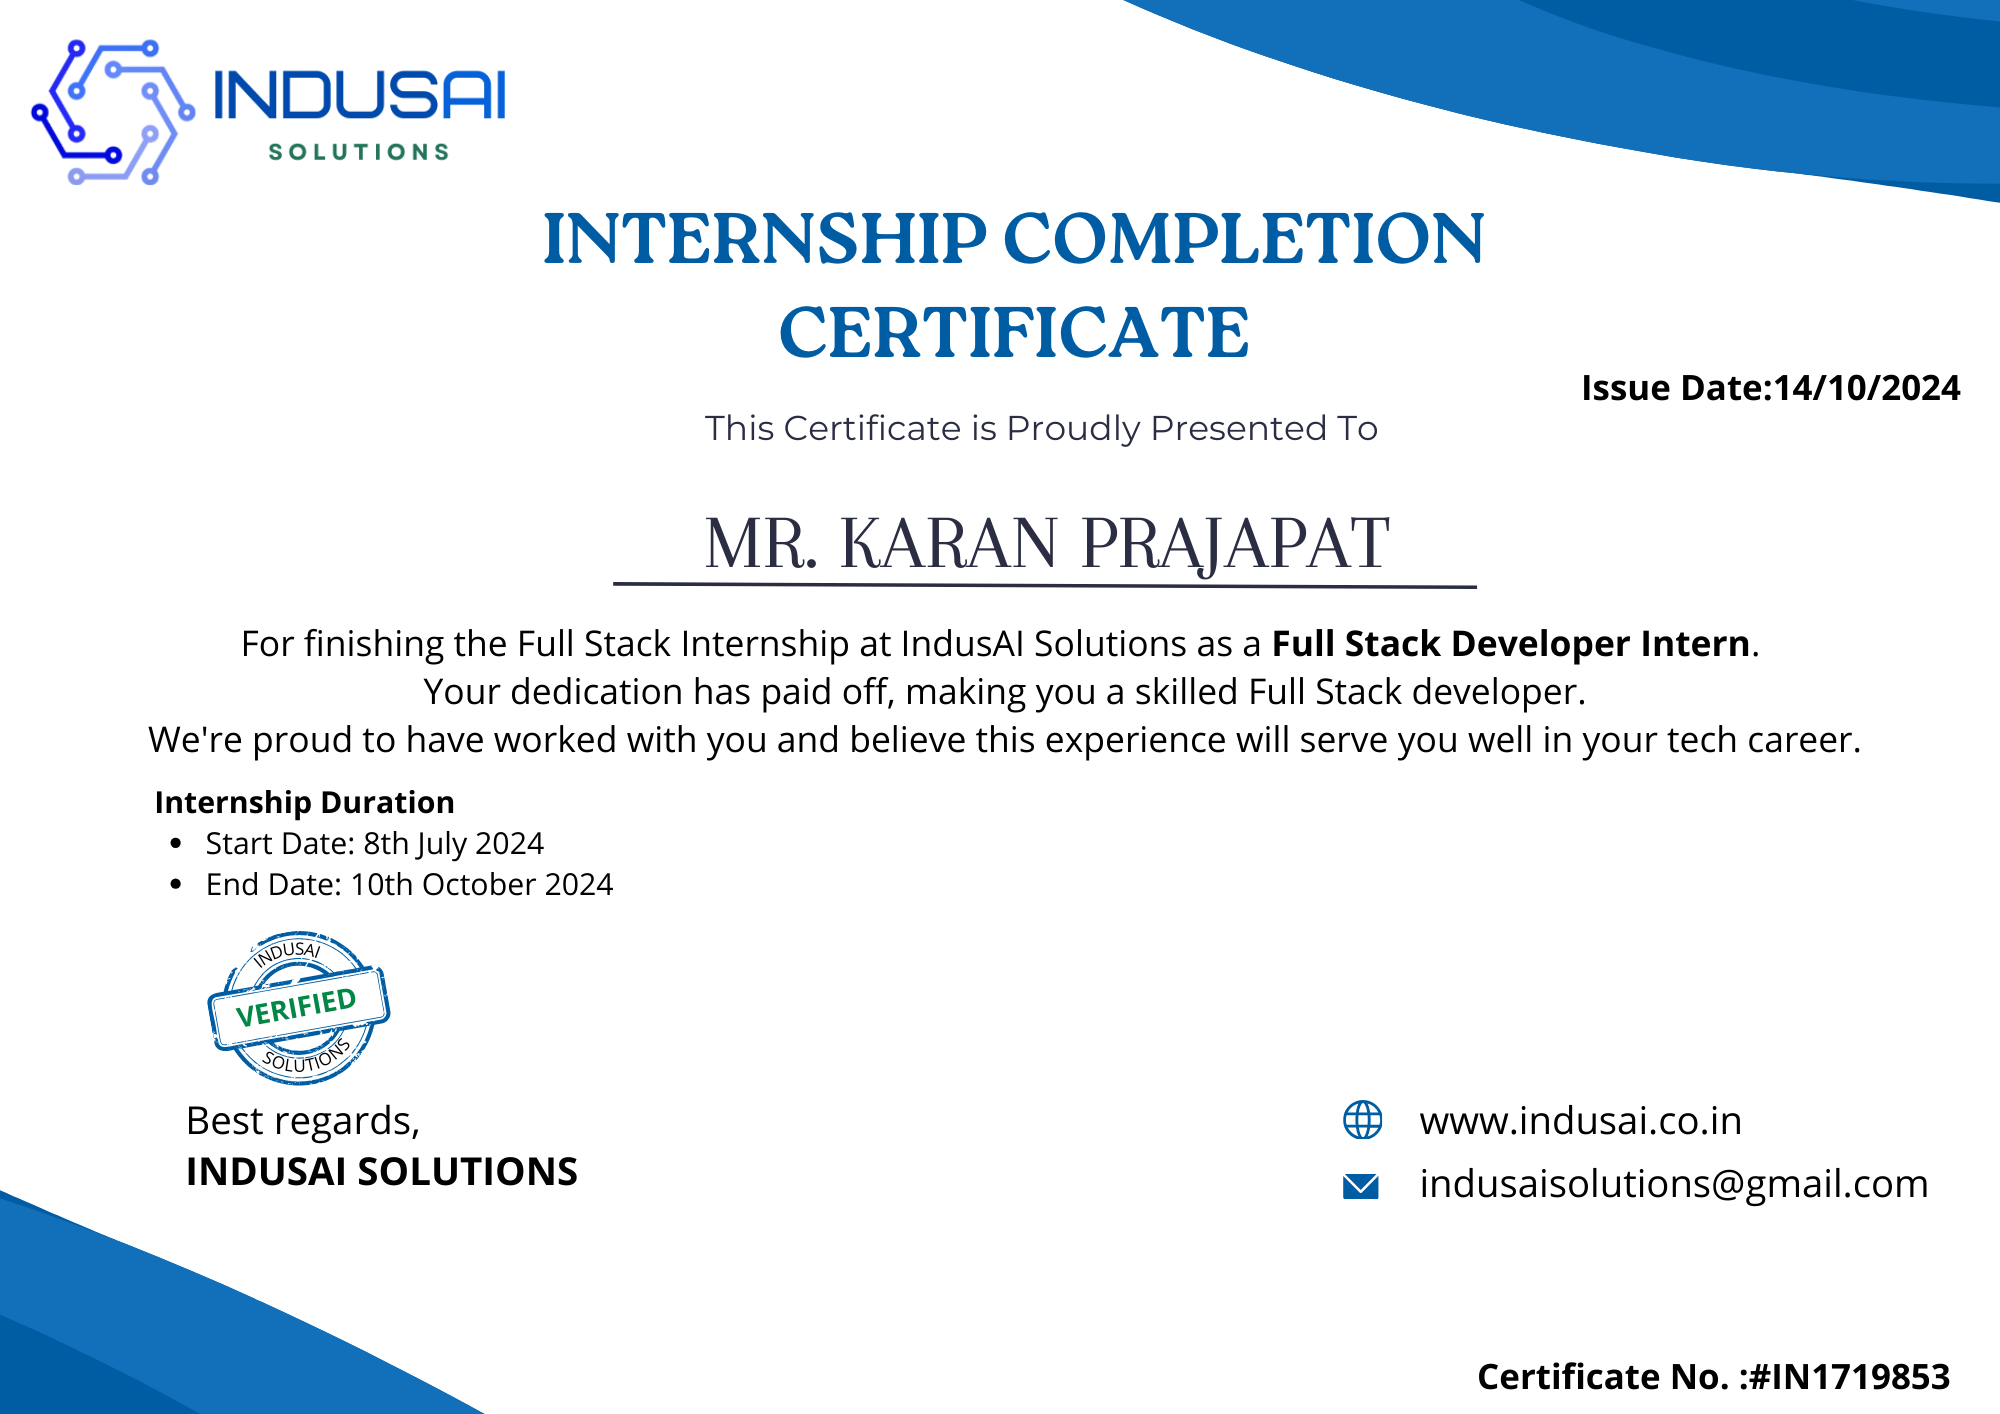 INDUSAI
SOLUTIONS
INTERNSHIP COMPLETION
CERTIFICATE
Issue Date:14/10/2024
This Certificate is Proudly Presented To
MR. KARAN PRAJAPAT
For finishing the Full Stack Internship at IndusAI Solutions as a Full Stack Developer Intern.
Your dedication has paid off, making you a skilled Full Stack developer.
We're proud to have worked with you and believe this experience will serve you well in your tech career.
Internship Duration
• Start Date: 8th July 2024
• End Date: 10th October 2024
INDUSAI
VERIFIED
SOLUTIONS
Best regards,
INDUSAI SOLUTIONS
www.indusai.co.in
indusaisolutions@gmail.com
Certificate No. :#IN1719853